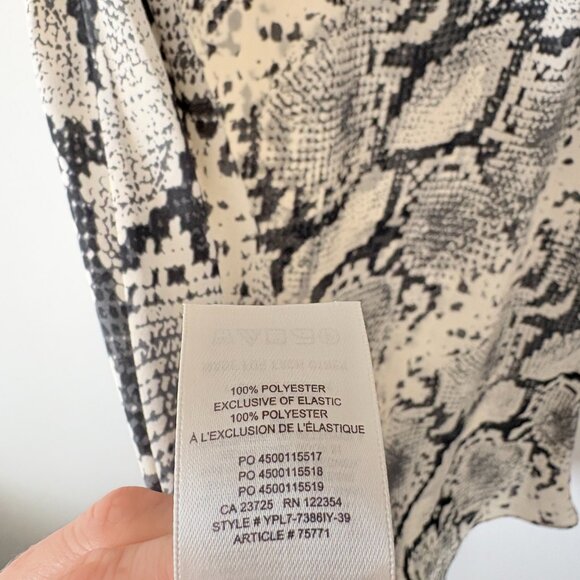 100% POLYESTER
EXCLUSIVE OF ELASTIC
100% POLYESTER
À L'EXCLUSION DE L'ÉLASTIQUE
PO 4500115517
PO 4500115518
PO 4500115519
CA 23725 RN 122354
STYLE # YPL7-7386IY-39
ARTICLE # 75771